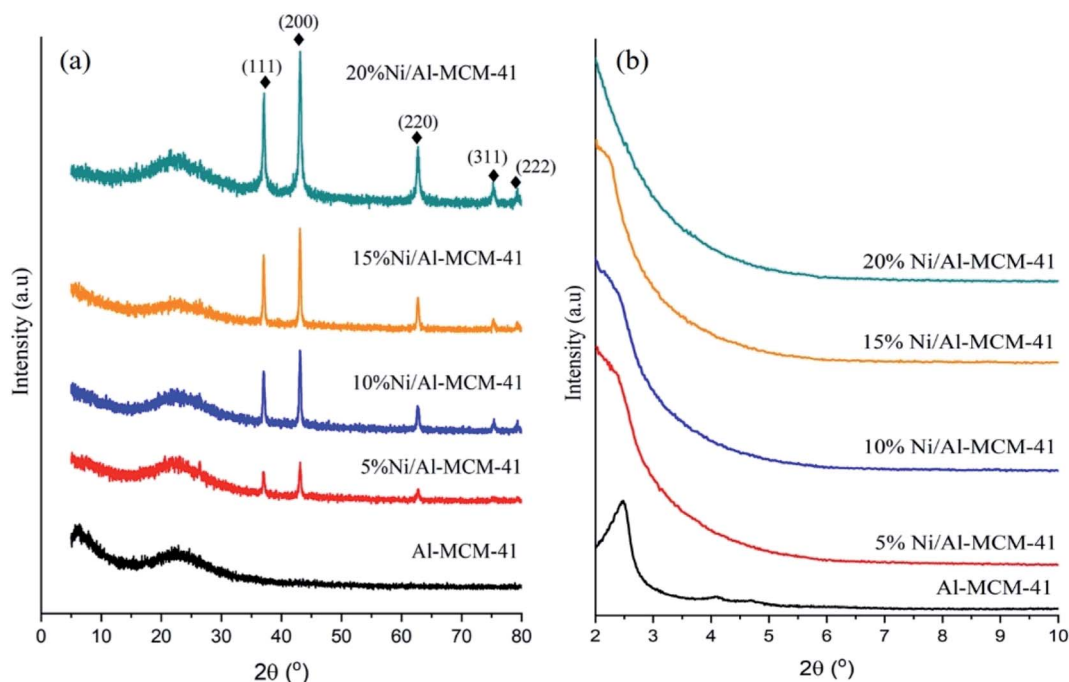 (a)
(111)
(200)
20%Ni/Al-MCM-41
(220)
(311)
(222)
15%Ni/Al-MCM-41
10%Ni/Al-MCM-41
5%Ni/Al-MCM-41
Al-MCM-41
Intensity (a.u)
0 10 20 30 40 50 60 70 80
2θ (°)
(b)
20% Ni/Al-MCM-41
15% Ni/Al-MCM-41
10% Ni/Al-MCM-41
5% Ni/Al-MCM-41
Al-MCM-41
Intensity (a.u)
2 3 4 5 6 7 8 9 10
2θ (°)